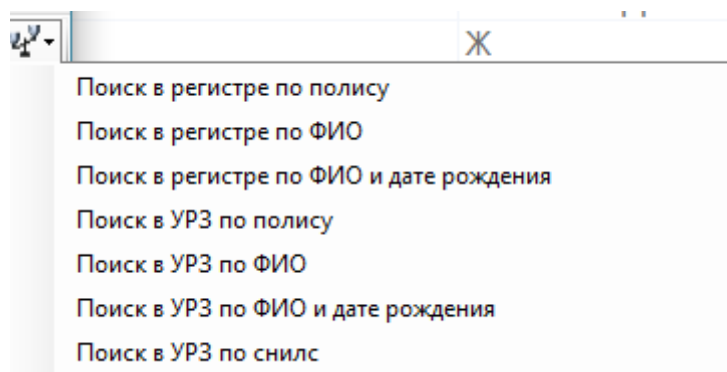 Ж
Поиск в регистре по полису
Поиск в регистре по ФИО
Поиск в регистре по ФИО и дате рождения
Поиск в УРЗ по полису
Поиск в УРЗ по ФИО
Поиск в УРЗ по ФИО и дате рождения
Поиск в УРЗ по снилс